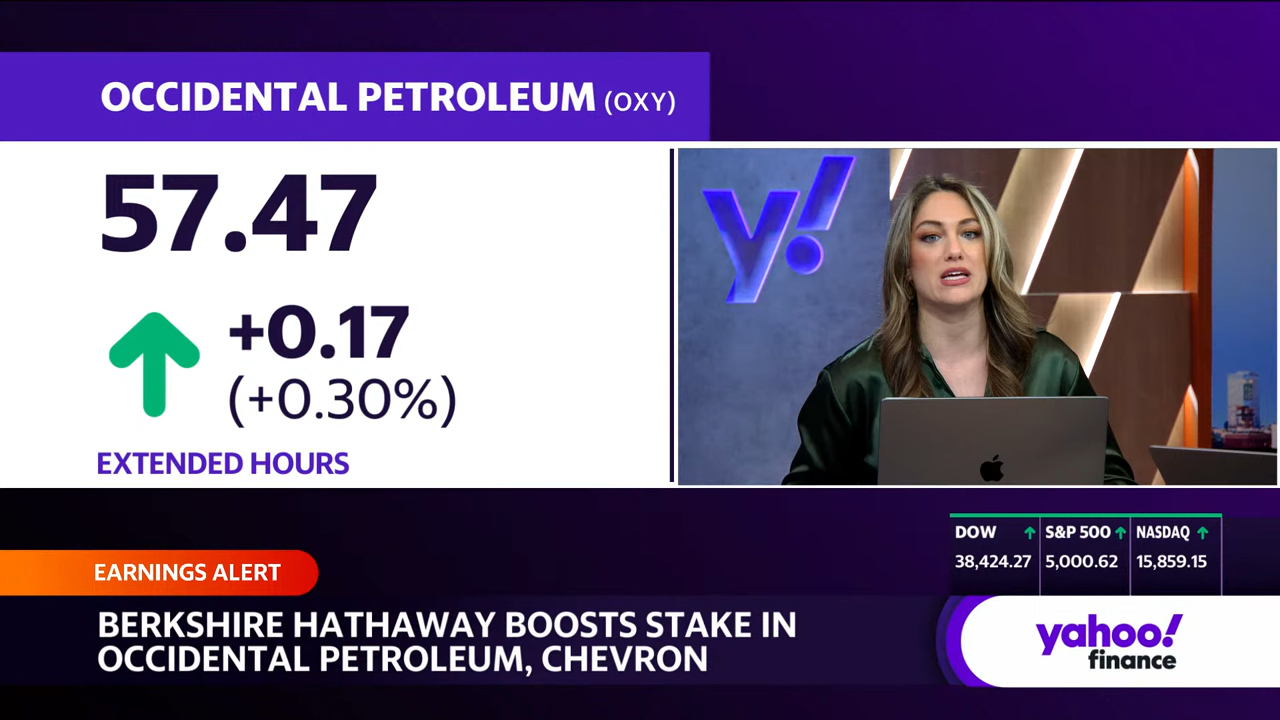 OCCIDENTAL PETROLEUM (OXY)
57.47
+0.17
(+0.30%)
EXTENDED HOURS
y!
DOW
38,424.27
S&P 500
5,000.62
NASDAQ
15,859.15
EARNINGS ALERT
BERKSHIRE HATHAWAY BOOSTS STAKE IN
OCCIDENTAL PETROLEUM, CHEVRON
yahoo!
finance